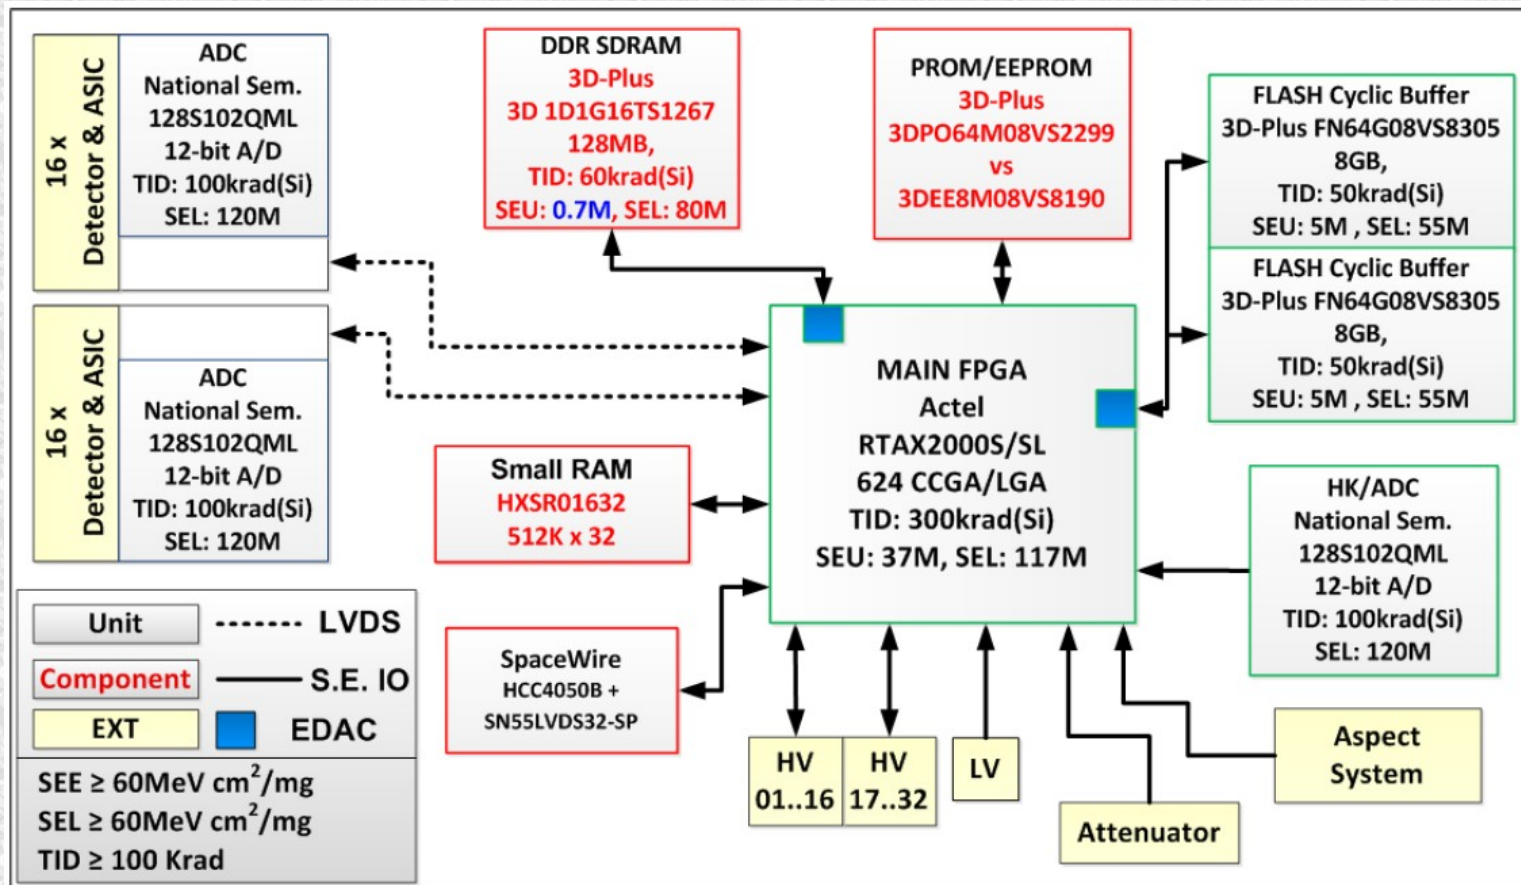 16 x
Detector & ASIC
ADC
National Sem.
128S102QML
12-bit A/D
TID: 100krad(Si)
SEL: 120M
16 x
Detector & ASIC
ADC
National Sem.
128S102QML
12-bit A/D
TID: 100krad(Si)
SEL: 120M
DDR SDRAM
3D-Plus
3D 1D1G16TS1267
128MB,
TID: 60krad(Si)
SEU: 0.7M, SEL: 80M
PROM/EEPROM
3D-Plus
3DPO64M08VS2299
vs
3DEE8M08VS8190
FLASH Cyclic Buffer
3D-Plus FN64G08VS8305
8GB,
TID: 50krad(Si)
SEU: 5M , SEL: 55M
FLASH Cyclic Buffer
3D-Plus FN64G08VS8305
8GB,
TID: 50krad(Si)
SEU: 5M , SEL: 55M
MAIN FPGA
Actel
RTAX2000S/SL
624 CCGA/LGA
TID: 300krad(Si)
SEU: 37M, SEL: 117M
Small RAM
HXSR01632
512K x 32
HK/ADC
National Sem.
128S102QML
12-bit A/D
TID: 100krad(Si)
SEL: 120M
SpaceWire
HCC4050B +
SN55LVDS32-SP
HV
01..16
HV
17..32
LV
Attenuator
Aspect
System
Unit
LVDS
Component
S.E. IO
EXT
EDAC
SEE ≥ 60MeV cm²/mg
SEL ≥ 60MeV cm²/mg
TID ≥ 100 Krad